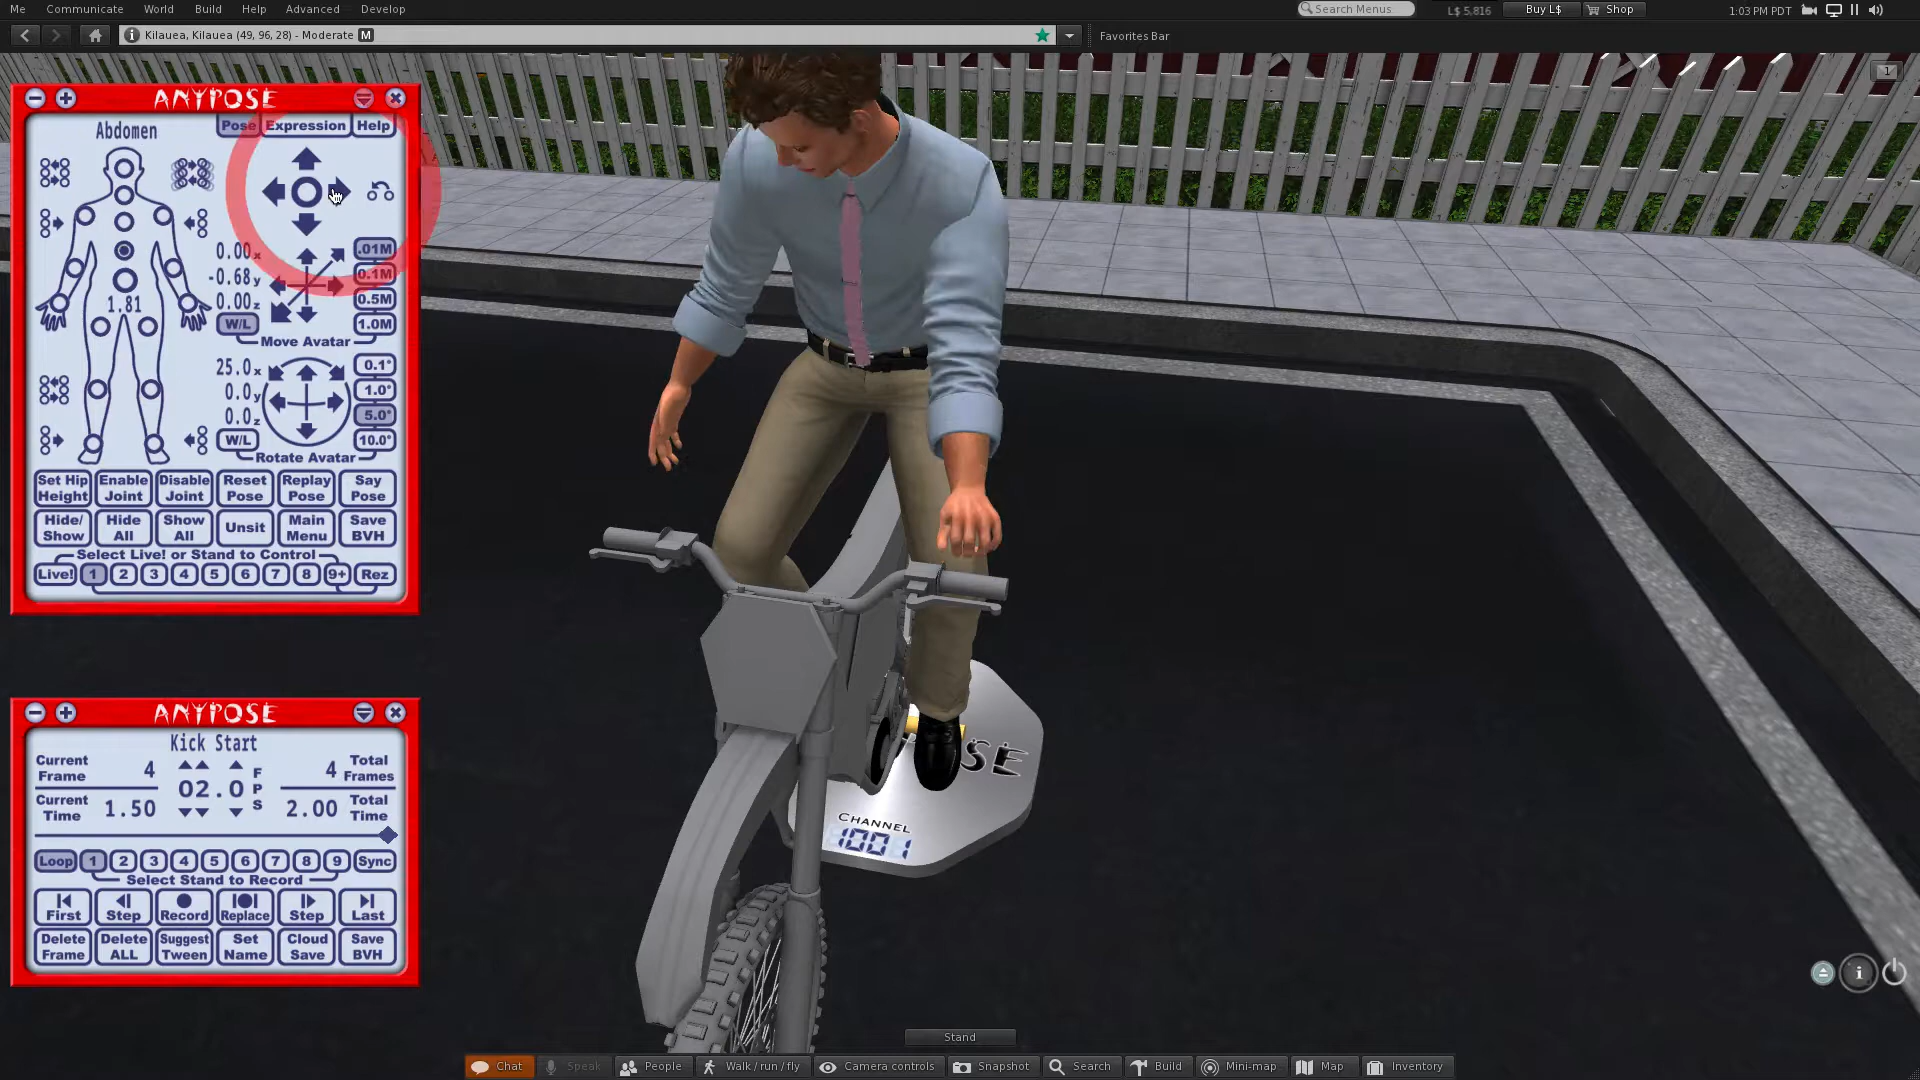 Me Communicate World Build Help Advanced Develop Search Menus L$ 5,816 Buy L$ Shop 1:03 PM PDT
Kilauea, Kilauea (49, 96, 28) - Moderate M Favorites Bar
1
ANYPOSE
Abdomen Pose Expression Help
0.00x .01M
-0.68y 0.1M
0.00z 0.5M
1.81
W/L 1.0M
Move Avatar
25.0x 0.1°
0.0y 1.0°
0.0z 5.0°
W/L 10.0°
Rotate Avatar
Set Hip Height Enable Joint Disable Joint Reset Pose Replay Pose Say Pose
Hide/Show Hide All Show All Unsit Main Menu Save BVH
Select Live! or Stand to Control
Live! 1 2 3 4 5 6 7 8 9+ Rez
ANYPOSE
Kick Start
Current Frame 4 02.0 FPS 4 Total Frames
Current Time 1.50 2.00 Total Time
Loop 1 2 3 4 5 6 7 8 9 Sync
Select Stand to Record
First Step Record Replace Step Last
Delete Frame Delete ALL Suggest Tween Set Name Cloud Save Save BVH
CHANNEL
1001
Stand
Chat Speak People Walk / run / fly Camera controls Snapshot Search Build Mini-map Map Inventory